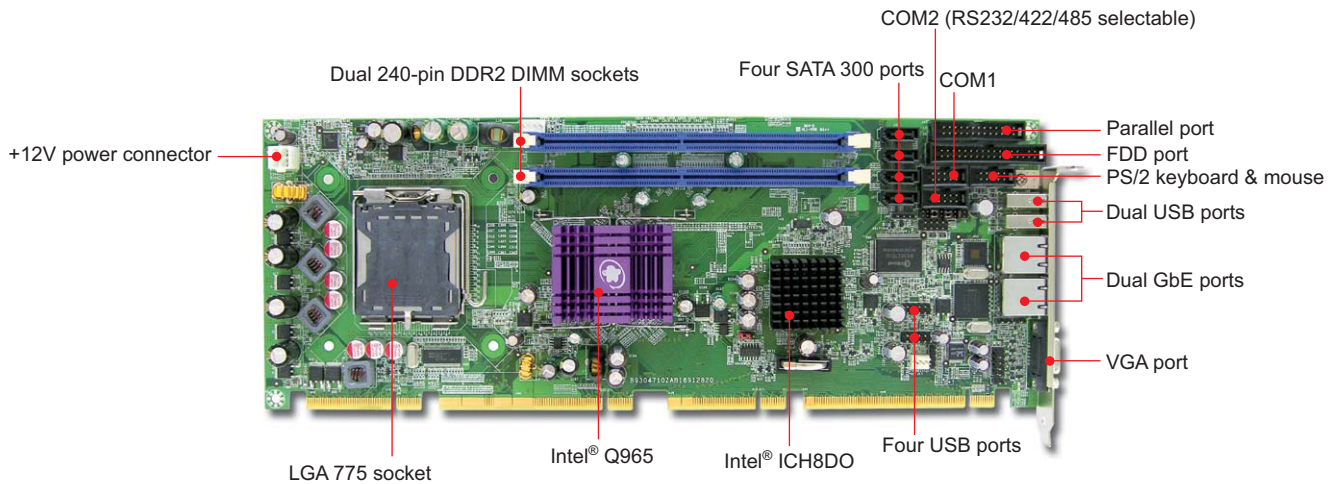 COM2 (RS232/422/485 selectable)
Dual 240-pin DDR2 DIMM sockets
Four SATA 300 ports
COM1
+12V power connector
Parallel port
FDD port
PS/2 keyboard & mouse
Dual USB ports
Dual GbE ports
VGA port
Four USB ports
Intel® Q965
Intel® ICH8DO
LGA 775 socket